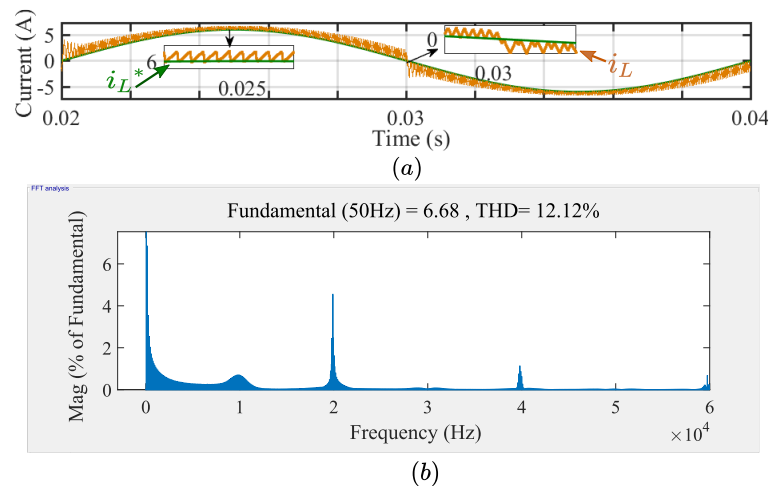 Current (A)
5
0
-5
6
0
i_L*
0.025
0.03
i_L
0.02
0.03
0.04
Time (s)
(a)
FFT analysis
Fundamental (50Hz) = 6.68 , THD= 12.12%
Mag (% of Fundamental)
6
4
2
0
0 1 2 3 4 5 6
Frequency (Hz)
×10⁴
(b)